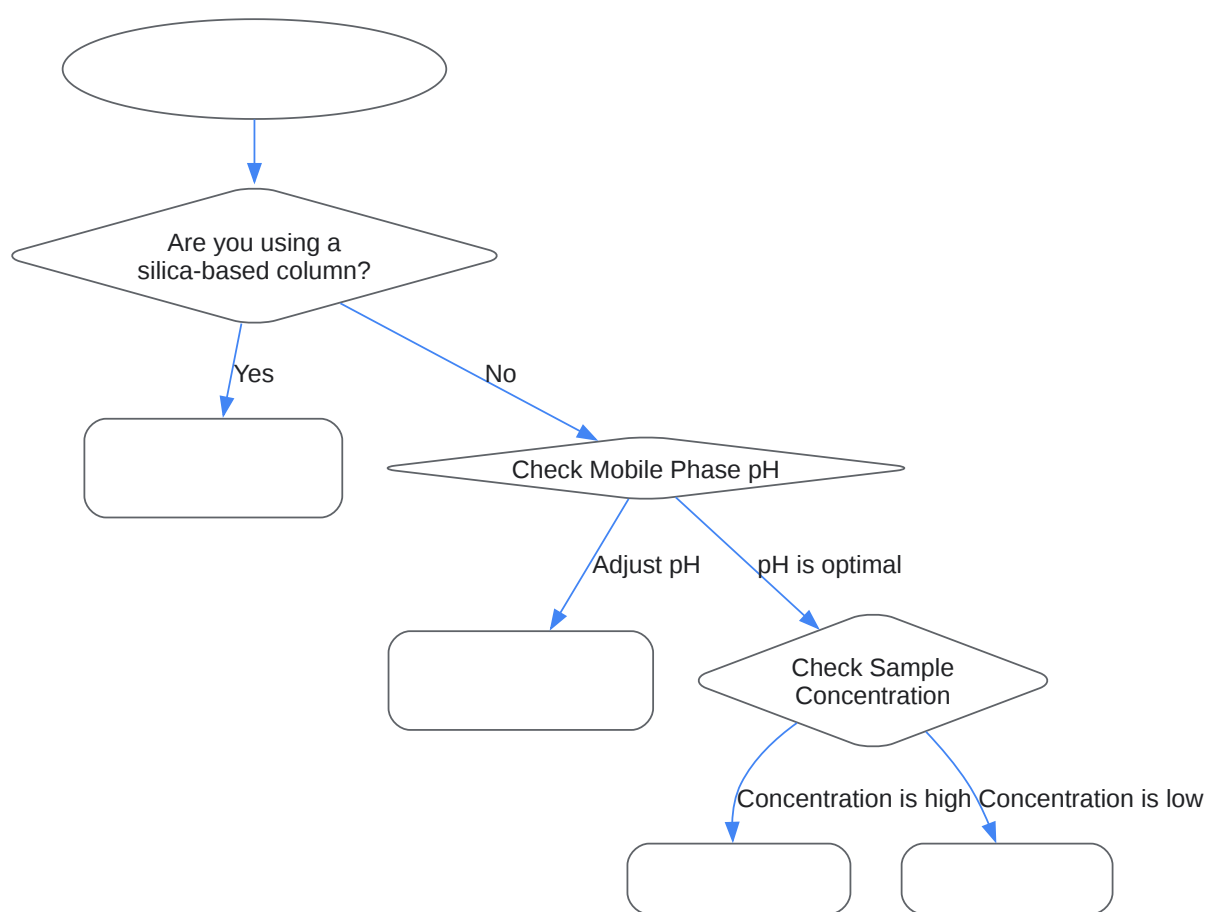 Are you using a
silica-based column?
Yes
No
Check Mobile Phase pH
Adjust pH
pH is optimal
Check Sample
Concentration
Concentration is high
Concentration is low